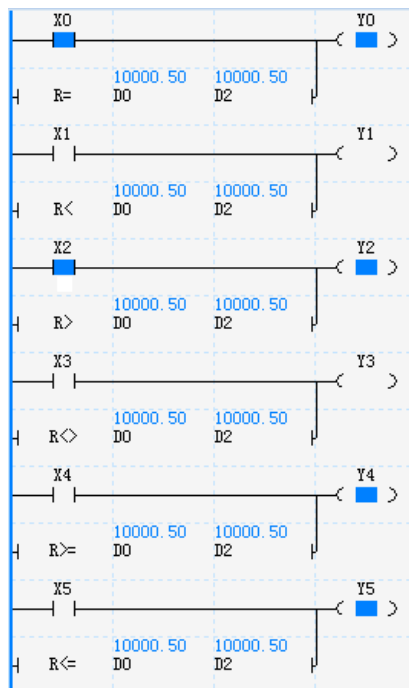 X0 Y0
10000.50 10000.50
R= D0 D2
X1 Y1
10000.50 10000.50
R< D0 D2
X2 Y2
10000.50 10000.50
R> D0 D2
X3 Y3
10000.50 10000.50
R<> D0 D2
X4 Y4
10000.50 10000.50
R>= D0 D2
X5 Y5
10000.50 10000.50
R<= D0 D2